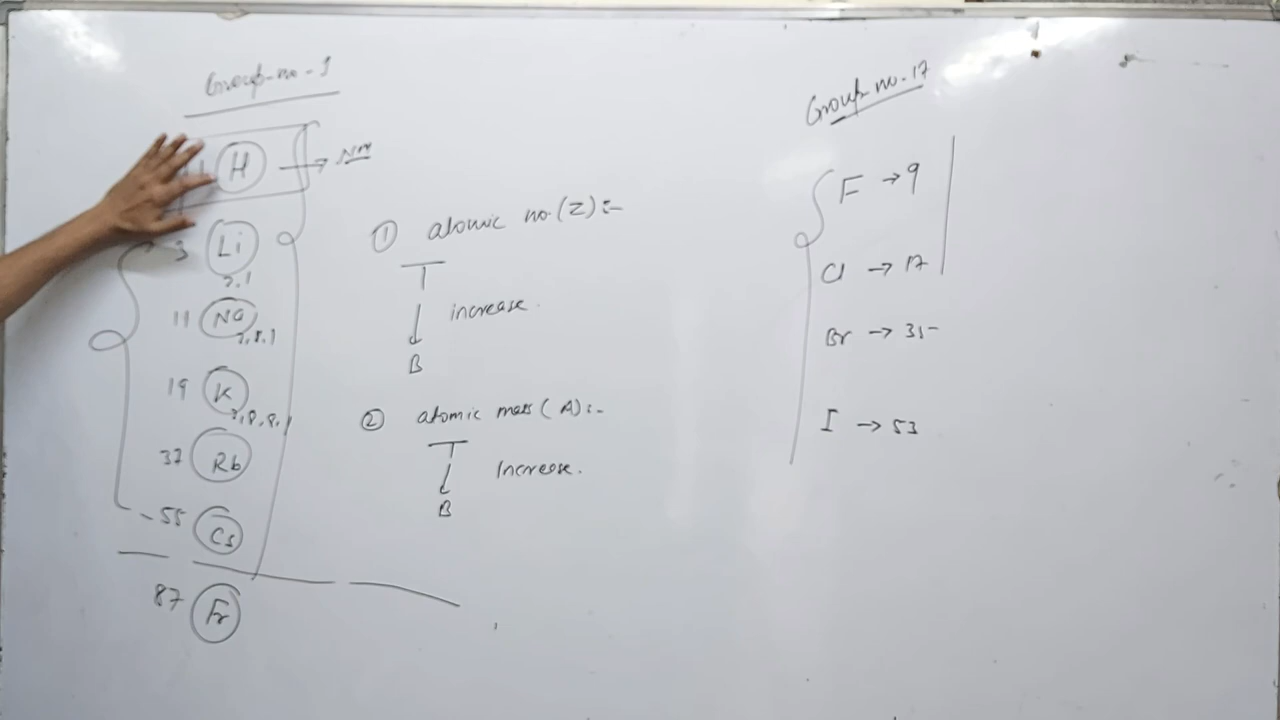 Group-no-1
H → NM
3 Li
2,1
11 Na
2,8,1
19 K
2,8,8,1
37 Rb
55 Cs
87 Fr
① atomic no.(Z):-
T
↓ increase.
B
② atomic mass (A):-
T
↓ Increase.
B
Group no.17
F → 9
Cl → 17
Br → 35
I → 53